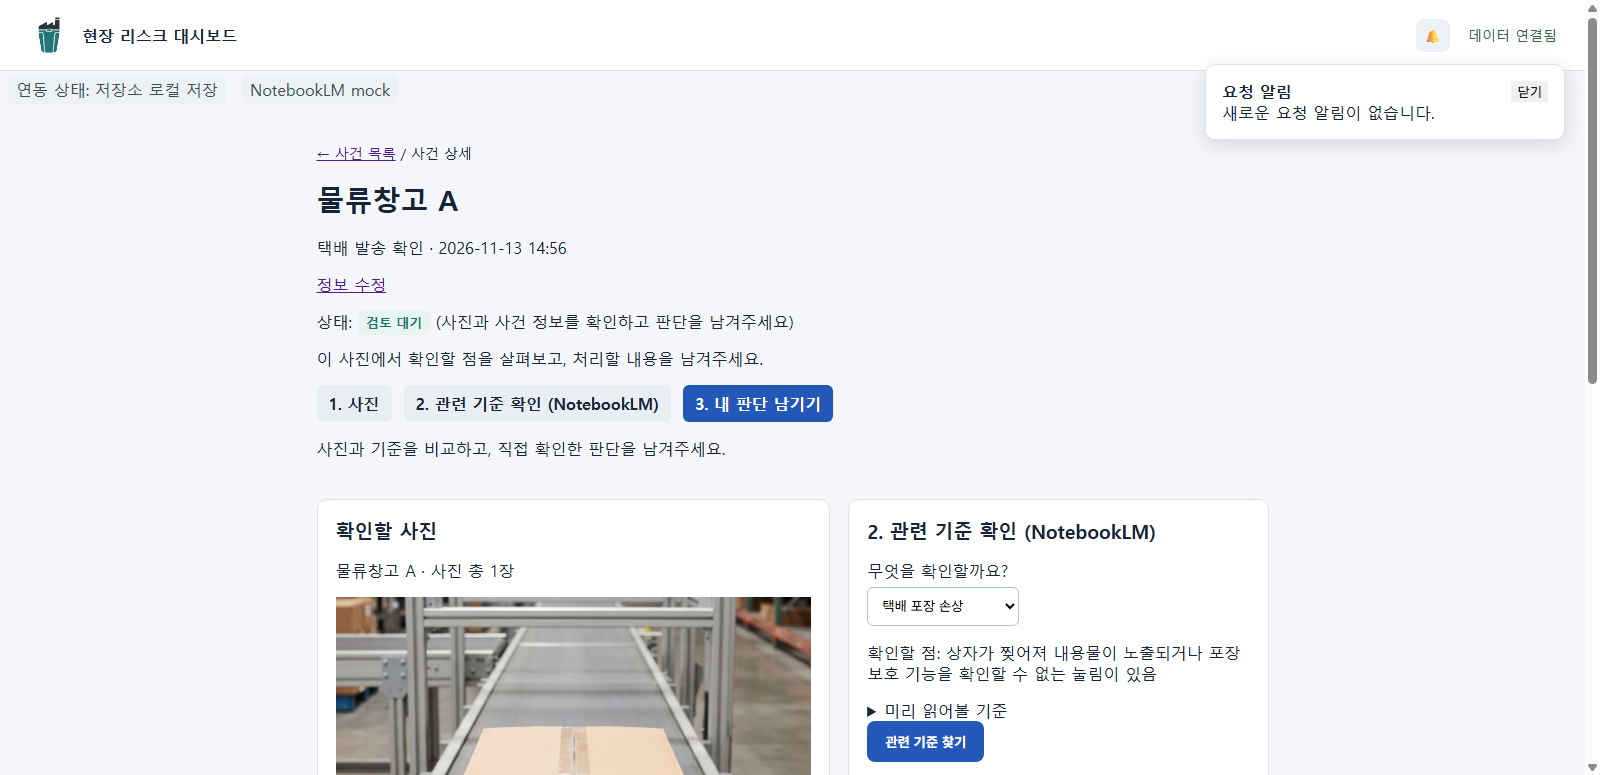 현장 리스크 대시보드
데이터 연결됨
연동 상태: 저장소 로컬 저장
NotebookLM mock
요청 알림
닫기
새로운 요청 알림이 없습니다.
← 사건 목록 / 사건 상세
물류창고 A
택배 발송 확인 · 2026-11-13 14:56
정보 수정
상태: 검토 대기 (사진과 사건 정보를 확인하고 판단을 남겨주세요)
이 사진에서 확인할 점을 살펴보고, 처리할 내용을 남겨주세요.
1. 사진
2. 관련 기준 확인 (NotebookLM)
3. 내 판단 남기기
사진과 기준을 비교하고, 직접 확인한 판단을 남겨주세요.
확인할 사진
물류창고 A · 사진 총 1장
2. 관련 기준 확인 (NotebookLM)
무엇을 확인할까요?
택배 포장 손상
확인할 점: 상자가 찢어져 내용물이 노출되거나 포장
보호 기능을 확인할 수 없는 눌림이 있음
▶ 미리 읽어볼 기준
관련 기준 찾기